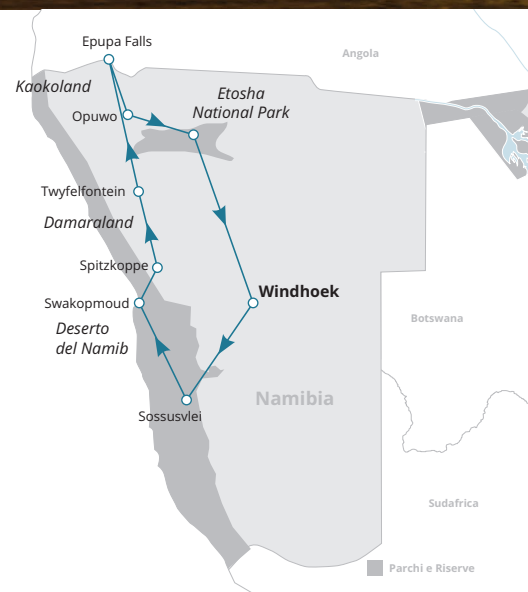 Epupa Falls
Angola
Kaokoland
Etosha
National Park
Opuwo
Twyfelfontein
Damaraland
Spitzkoppe
Windhoek
Swakopmoud
Botswana
Deserto
del Namib
Namibia
Sossusvlei
Sudafrica
Parchi e Riserve